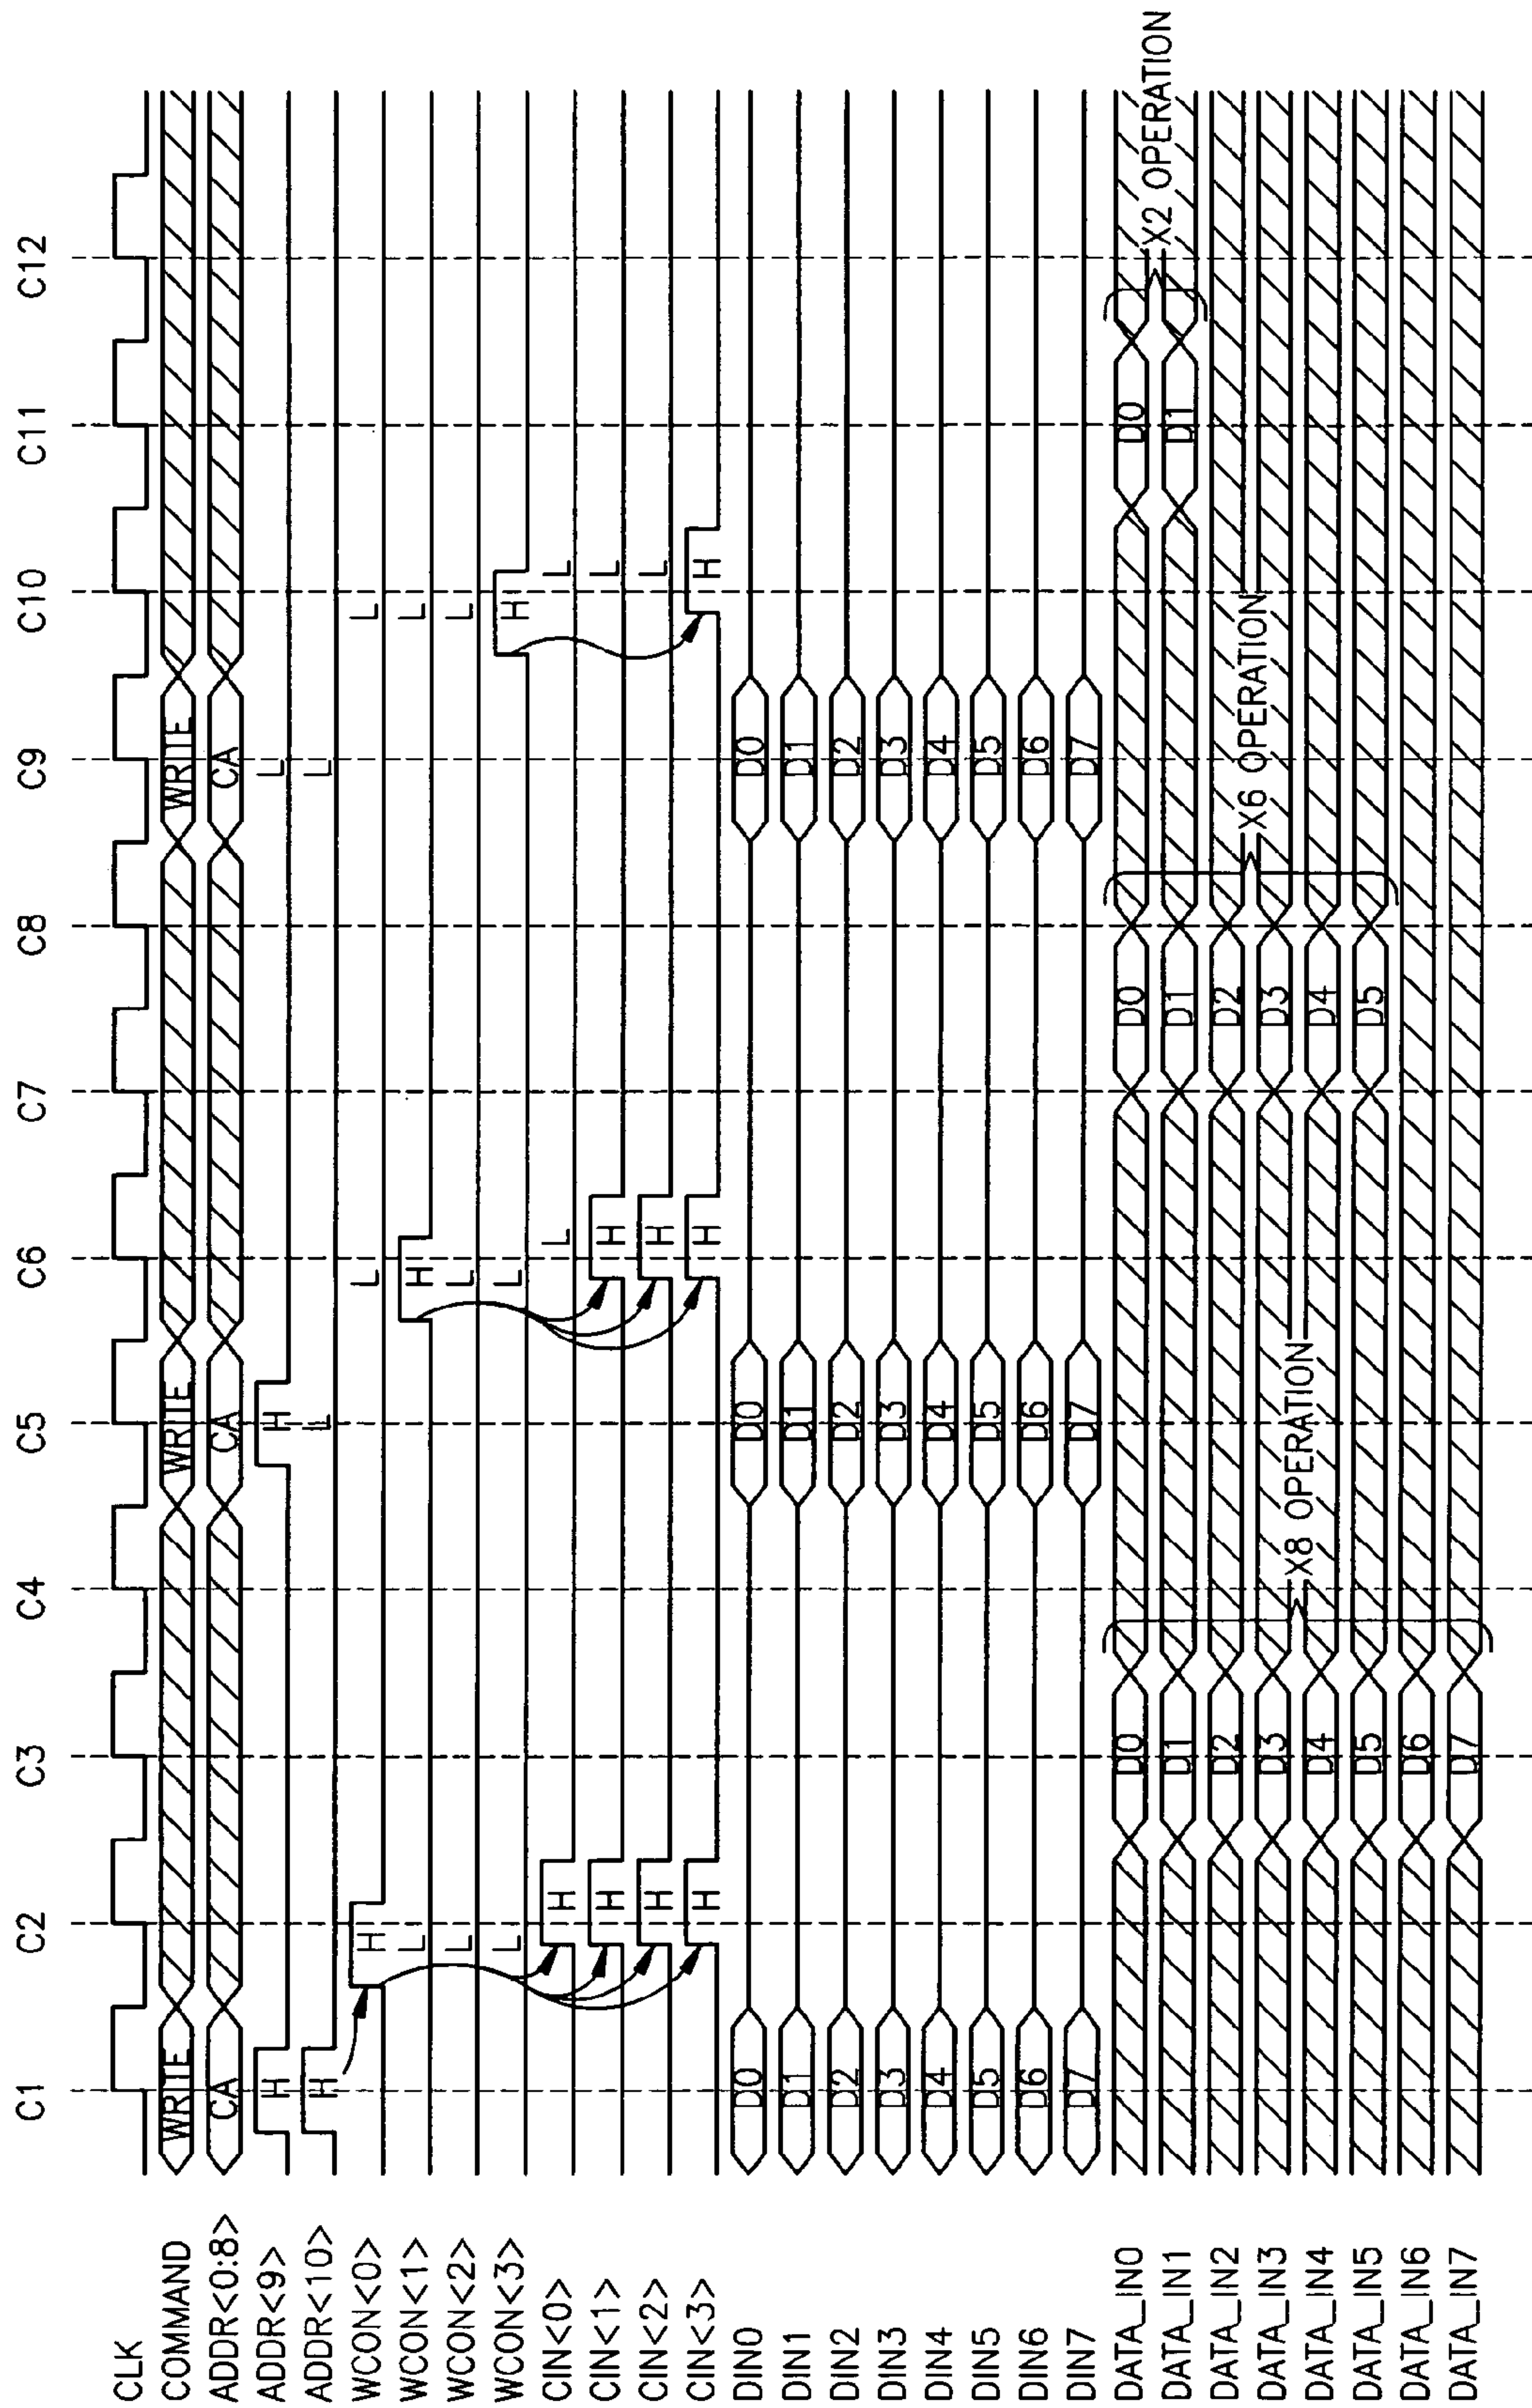 C1 C2 C3 C4 C5 C6 C7 C8 C9 C10 C11 C12
CLK
COMMAND WRITE WRITE WRITE
ADDR<0:8> CA CA CA
ADDR<9> H H L
ADDR<10> H L L
WCON<0> H L L
WCON<1> L H L
WCON<2> L L L
WCON<3> L L H
CIN<0> H L L
CIN<1> H H L
CIN<2> H H L
CIN<3> H H H
DIN0 D0 D0 D0
DIN1 D1 D1 D1
DIN2 D2 D2 D2
DIN3 D3 D3 D3
DIN4 D4 D4 D4
DIN5 D5 D5 D5
DIN6 D6 D6 D6
DIN7 D7 D7 D7
DATA_IN0 D0 D0 D0
DATA_IN1 D1 D1 D1 X2 OPERATION
DATA_IN2 D2 D2
DATA_IN3 D3 D3 X6 OPERATION
DATA_IN4 D4 X8 OPERATION D4
DATA_IN5 D5 D5
DATA_IN6 D6
DATA_IN7 D7